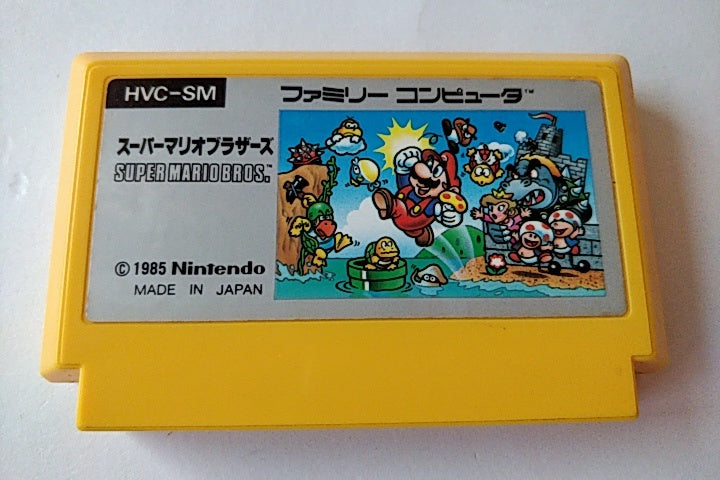 HVC-SM
ファミリー コンピュータ™
スーパーマリオブラザーズ
SUPER MARIO BROS.™
© 1985 Nintendo
MADE IN JAPAN